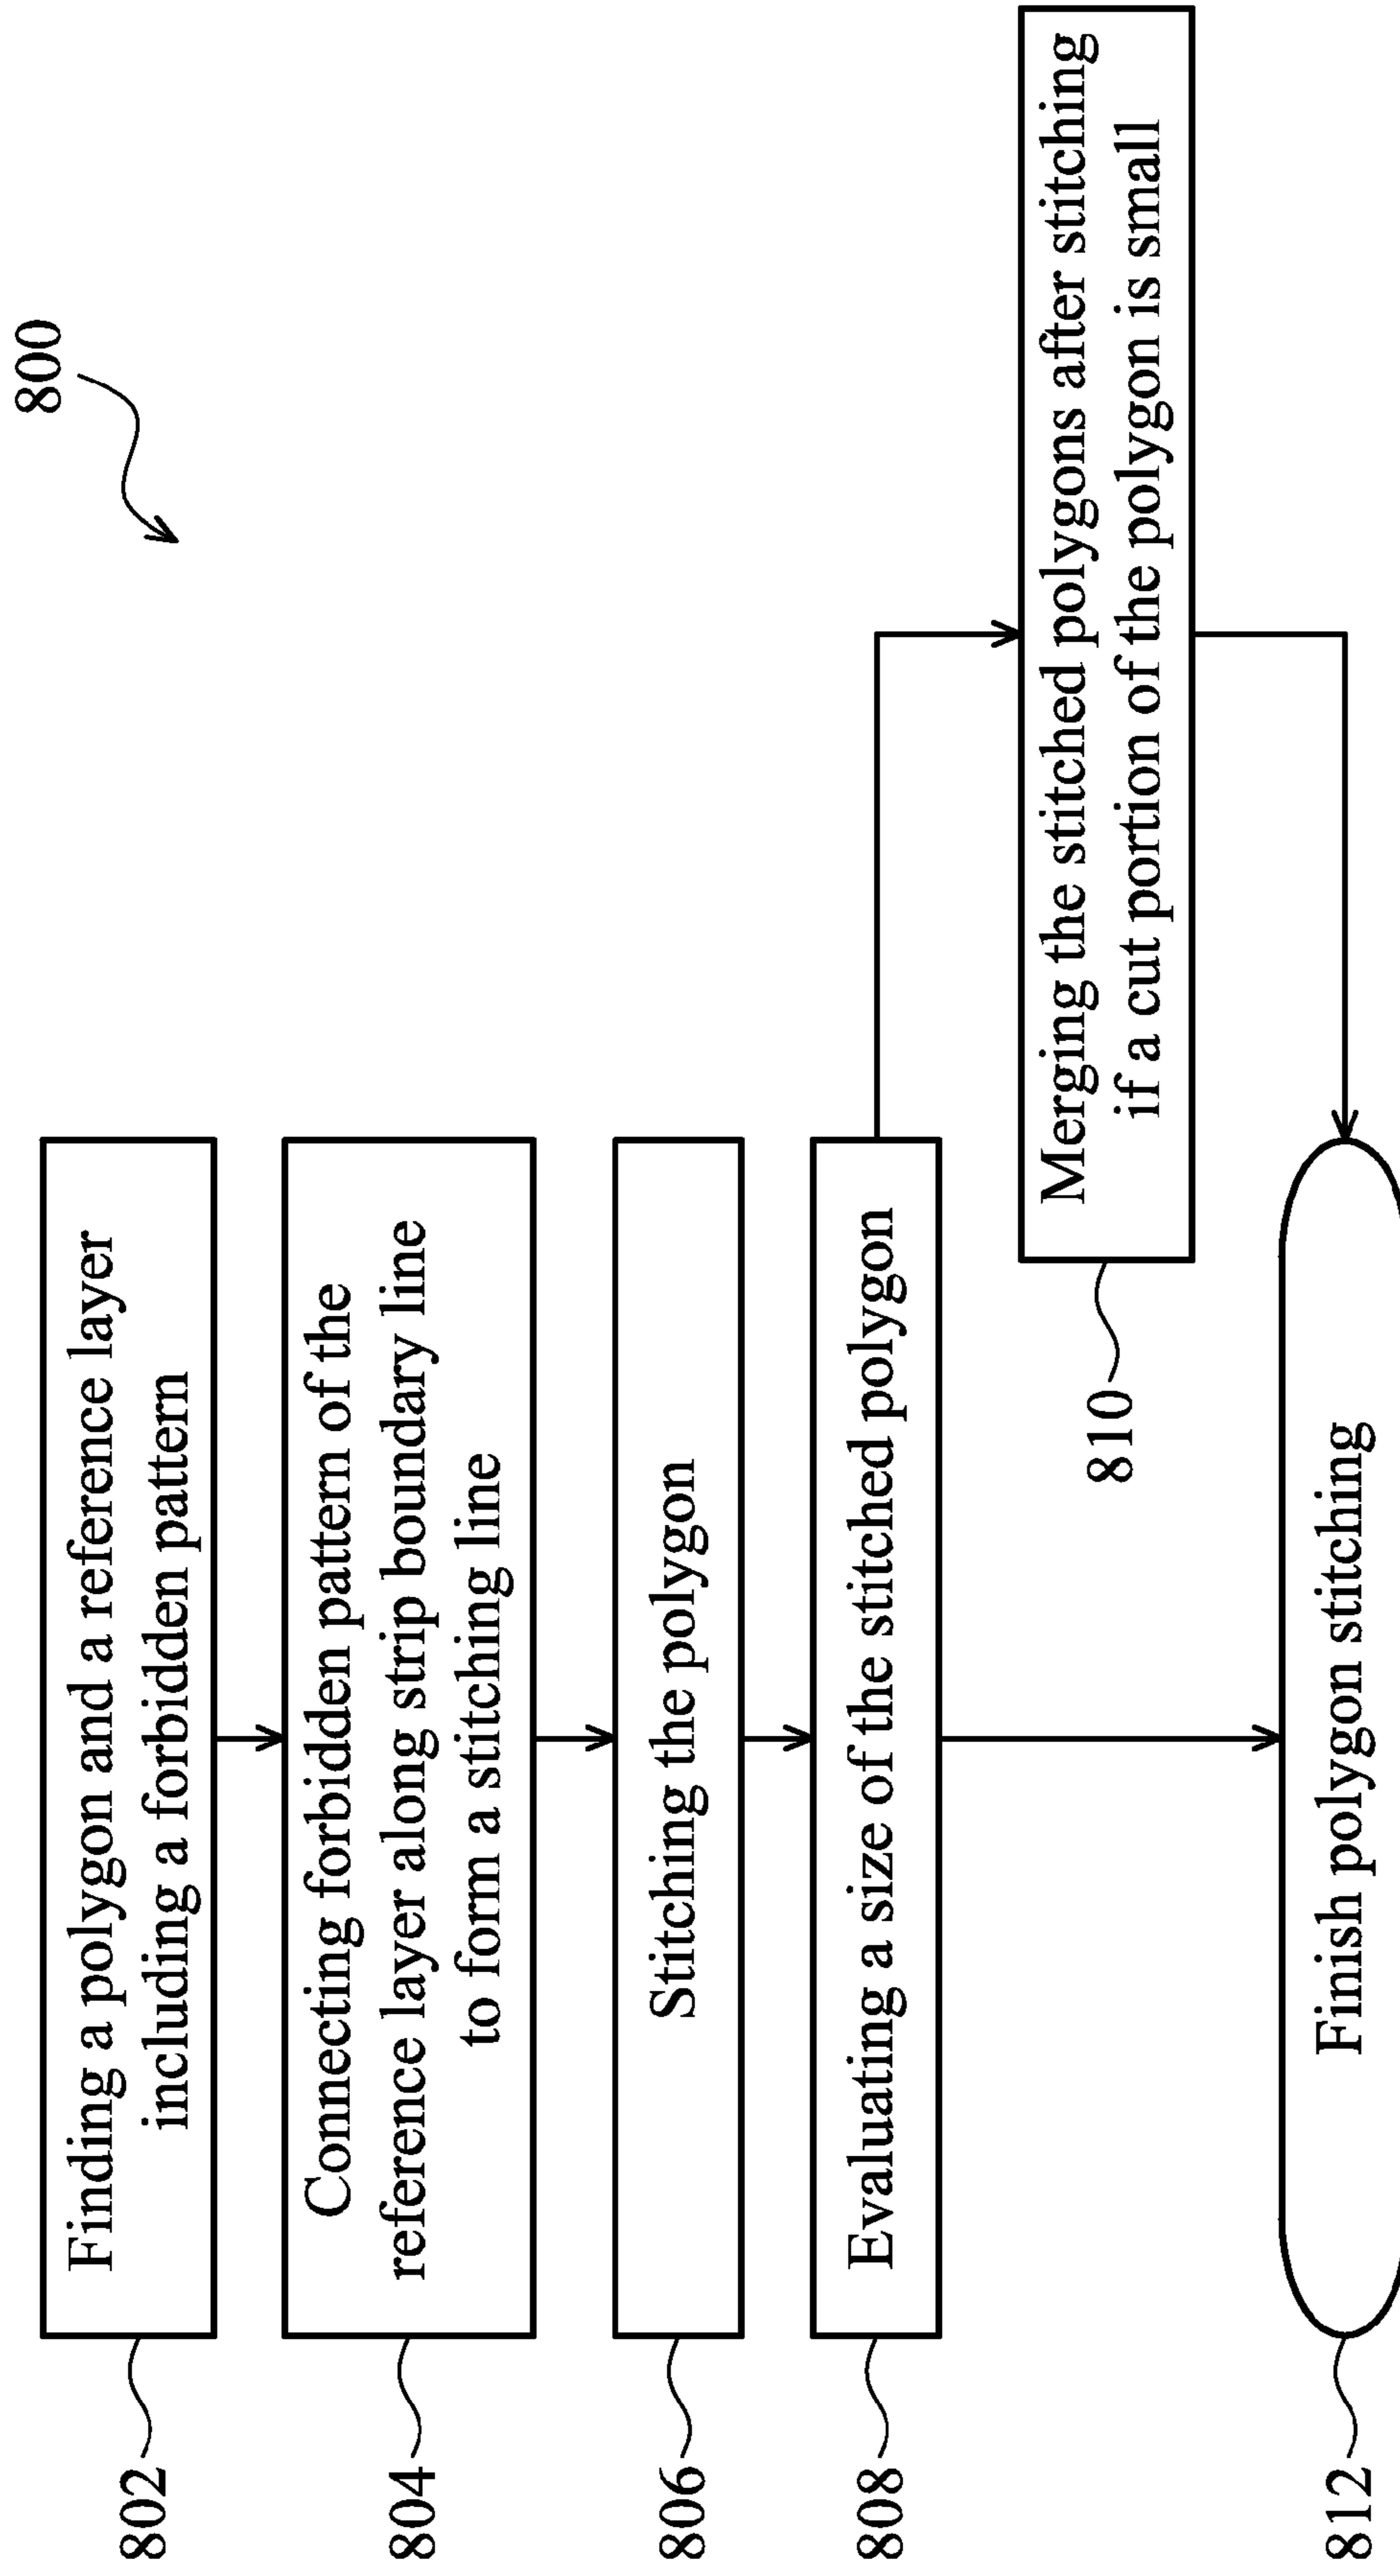 800
802
Finding a polygon and a reference layer
including a forbidden pattern
804
Connecting forbidden pattern of the
reference layer along strip boundary line
to form a stitching line
806
Stitching the polygon
808
Evaluating a size of the stitched polygon
810
Merging the stitched polygons after stitching
if a cut portion of the polygon is small
812
Finish polygon stitching